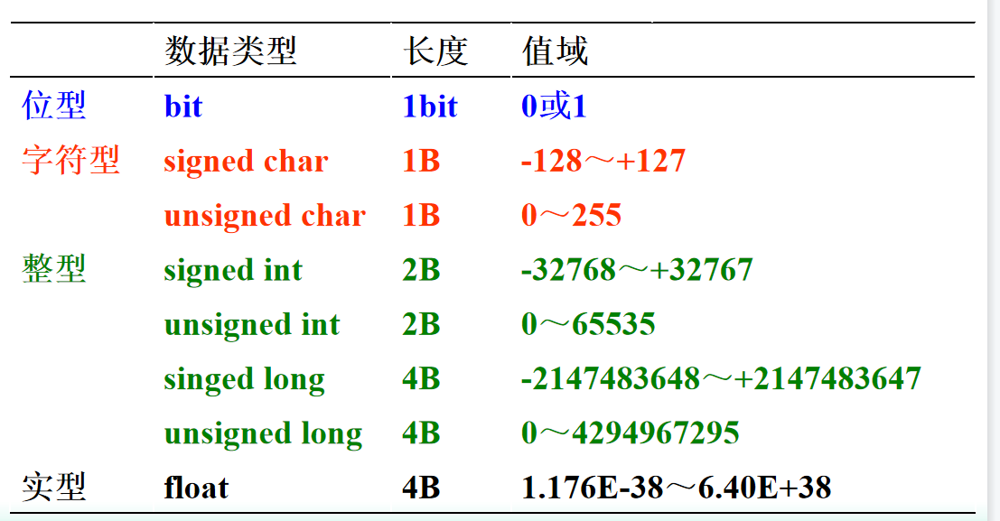 数据类型 长度 值域
位型 bit 1bit 0或1
字符型 signed char 1B -128～+127
unsigned char 1B 0～255
整型 signed int 2B -32768～+32767
unsigned int 2B 0～65535
singed long 4B -2147483648～+2147483647
unsigned long 4B 0～4294967295
实型 float 4B 1.176E-38～6.40E+38